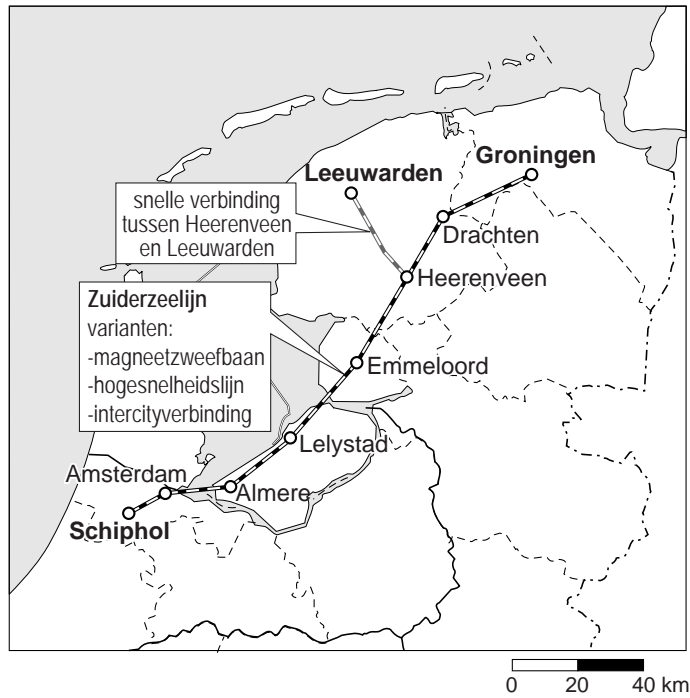 Groningen
Leeuwarden
snelle verbinding
tussen Heerenveen
en Leeuwarden
Drachten
Heerenveen
Zuiderzeelijn
varianten:
-magneetzweefbaan
-hogesnelheidslijn
-intercityverbinding
Emmeloord
Lelystad
Amsterdam
Almere
Schiphol
0 20 40 km